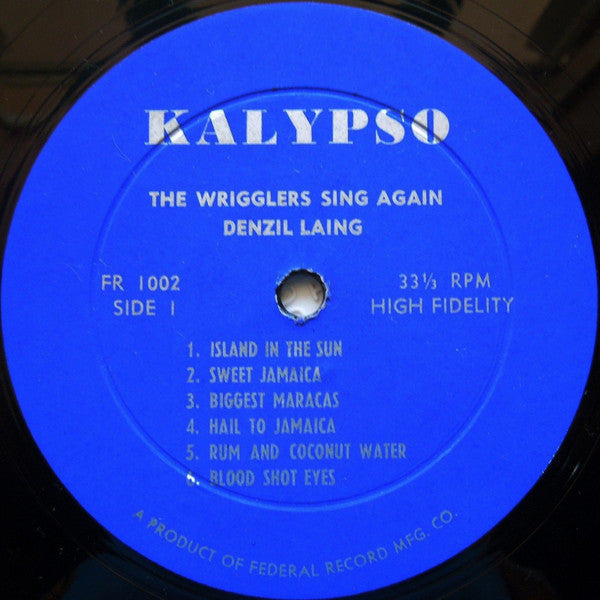 KALYPSO
THE WRIGGLERS SING AGAIN
DENZIL LAING
FR 1002
SIDE 1
33⅓ RPM
HIGH FIDELITY
1. ISLAND IN THE SUN
2. SWEET JAMAICA
3. BIGGEST MARACAS
4. HAIL TO JAMAICA
5. RUM AND COCONUT WATER
6. BLOOD SHOT EYES
A PRODUCT OF FEDERAL RECORD MFG. CO.